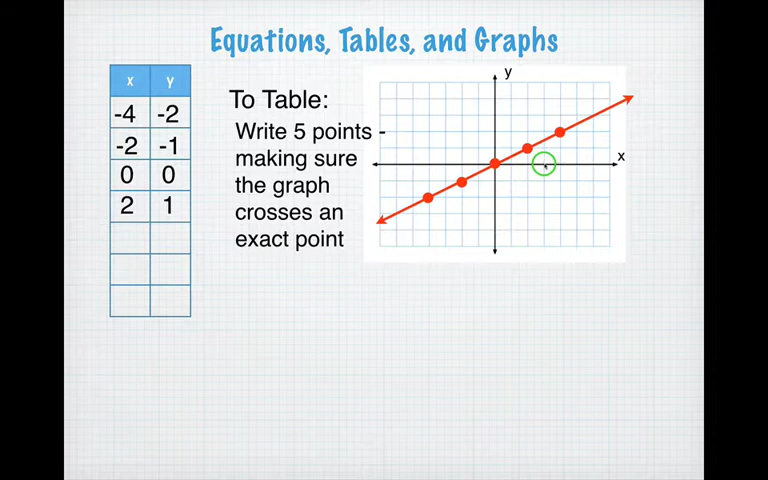 Equations, Tables, and Graphs
x y
-4 -2
-2 -1
0 0
2 1
To Table:
Write 5 points -
making sure
the graph
crosses an
exact point
y
x